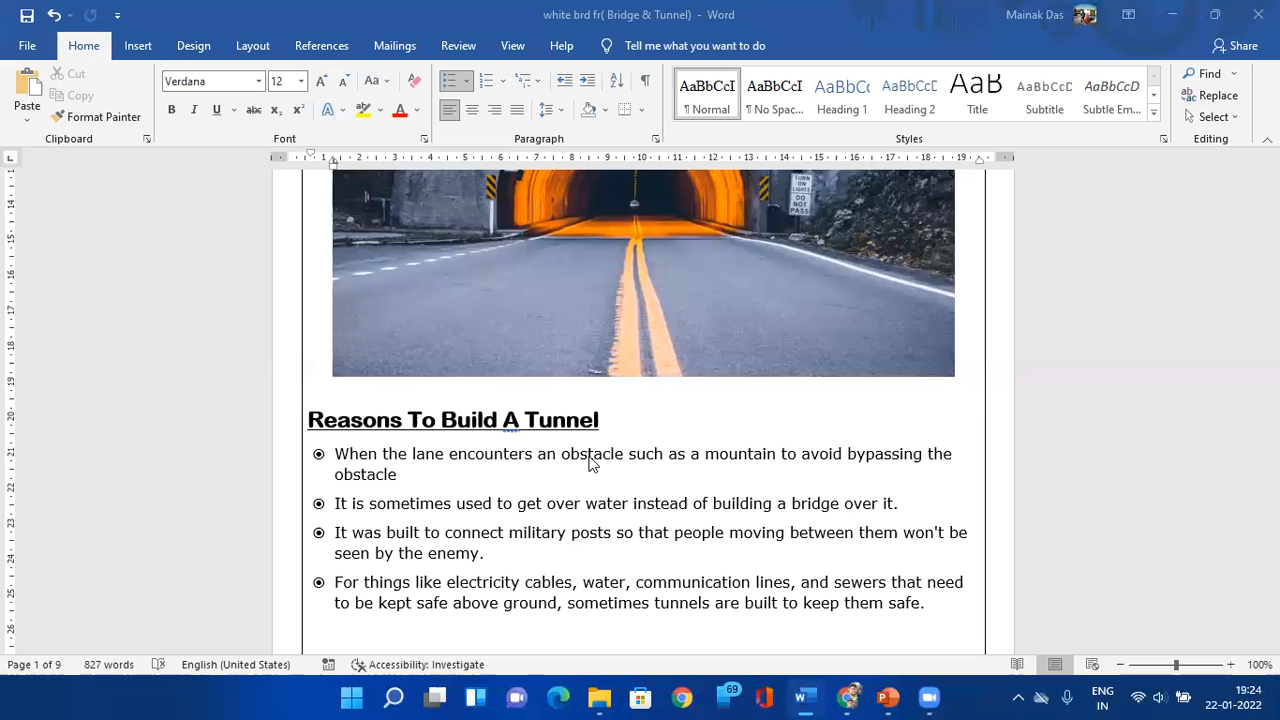 white brd fr( Bridge & Tunnel) - Word
Mainak Das
File Home Insert Design Layout References Mailings Review View Help Tell me what you want to do Share
Paste
Cut
Copy
Format Painter
Clipboard
Verdana 12
Font
Paragraph
AaBbCcI AaBbCcI AaBbCc AaBbCcD AaB AaBbCcD AaBbCcD
¶ Normal ¶ No Spac... Heading 1 Heading 2 Title Subtitle Subtle Em...
Styles
Find
Replace
Select
Editing
TURN
ON
LIGHTS
DO
NOT
PASS
Reasons To Build A Tunnel
When the lane encounters an obstacle such as a mountain to avoid bypassing the
obstacle
It is sometimes used to get over water instead of building a bridge over it.
It was built to connect military posts so that people moving between them won't be
seen by the enemy.
For things like electricity cables, water, communication lines, and sewers that need
to be kept safe above ground, sometimes tunnels are built to keep them safe.
Page 1 of 9 827 words English (United States) Accessibility: Investigate 100%
69
ENG
IN
19:24
22-01-2022